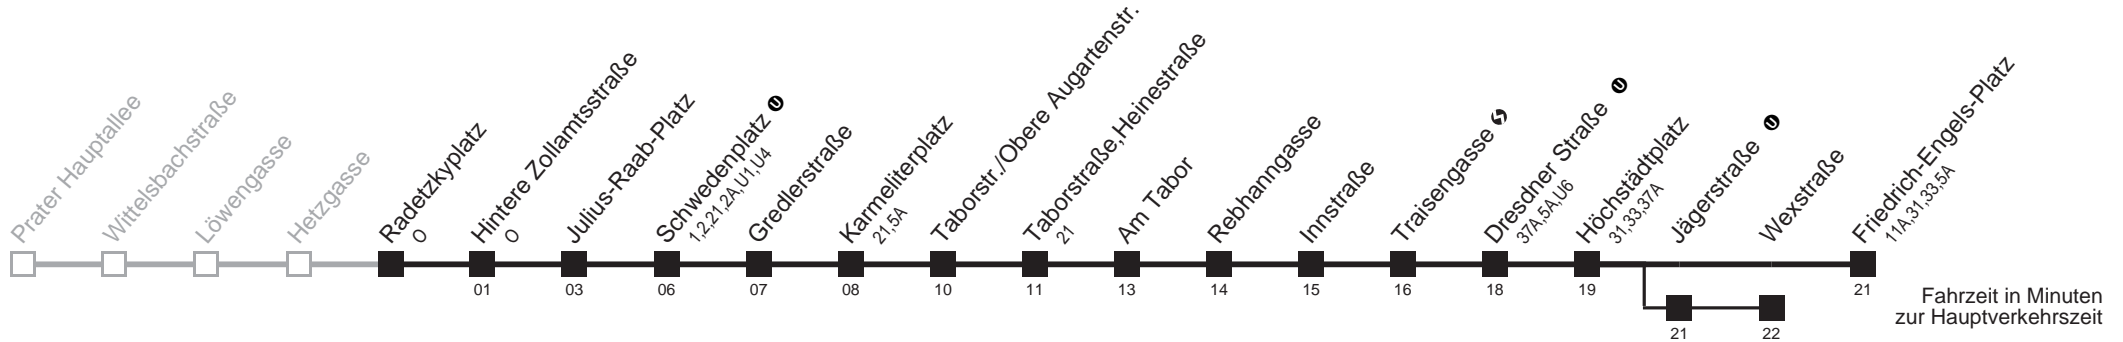 Prater Hauptallee
Wittelsbachstraße
Löwengasse
Hetzgasse
Radetzkyplatz
O
Hintere Zollamtsstraße
O
01
Julius-Raab-Platz
03
Schwedenplatz U
1,2,21,2A,U1,U4
06
Gredlerstraße
07
Karmeliterplatz
21,5A
08
Taborstr./Obere Augartenstr.
10
Taborstraße,Heinestraße
21
11
Am Tabor
13
Rebhanngasse
14
Innstraße
15
Traisengasse
16
Dresdner Straße U
37A,5A,U6
18
Höchstädtplatz
31,33,37A
19
Jägerstraße U
21
Wexstraße
22
Friedrich-Engels-Platz
11A,31,33,5A
21
Fahrzeit in Minuten
zur Hauptverkehrszeit